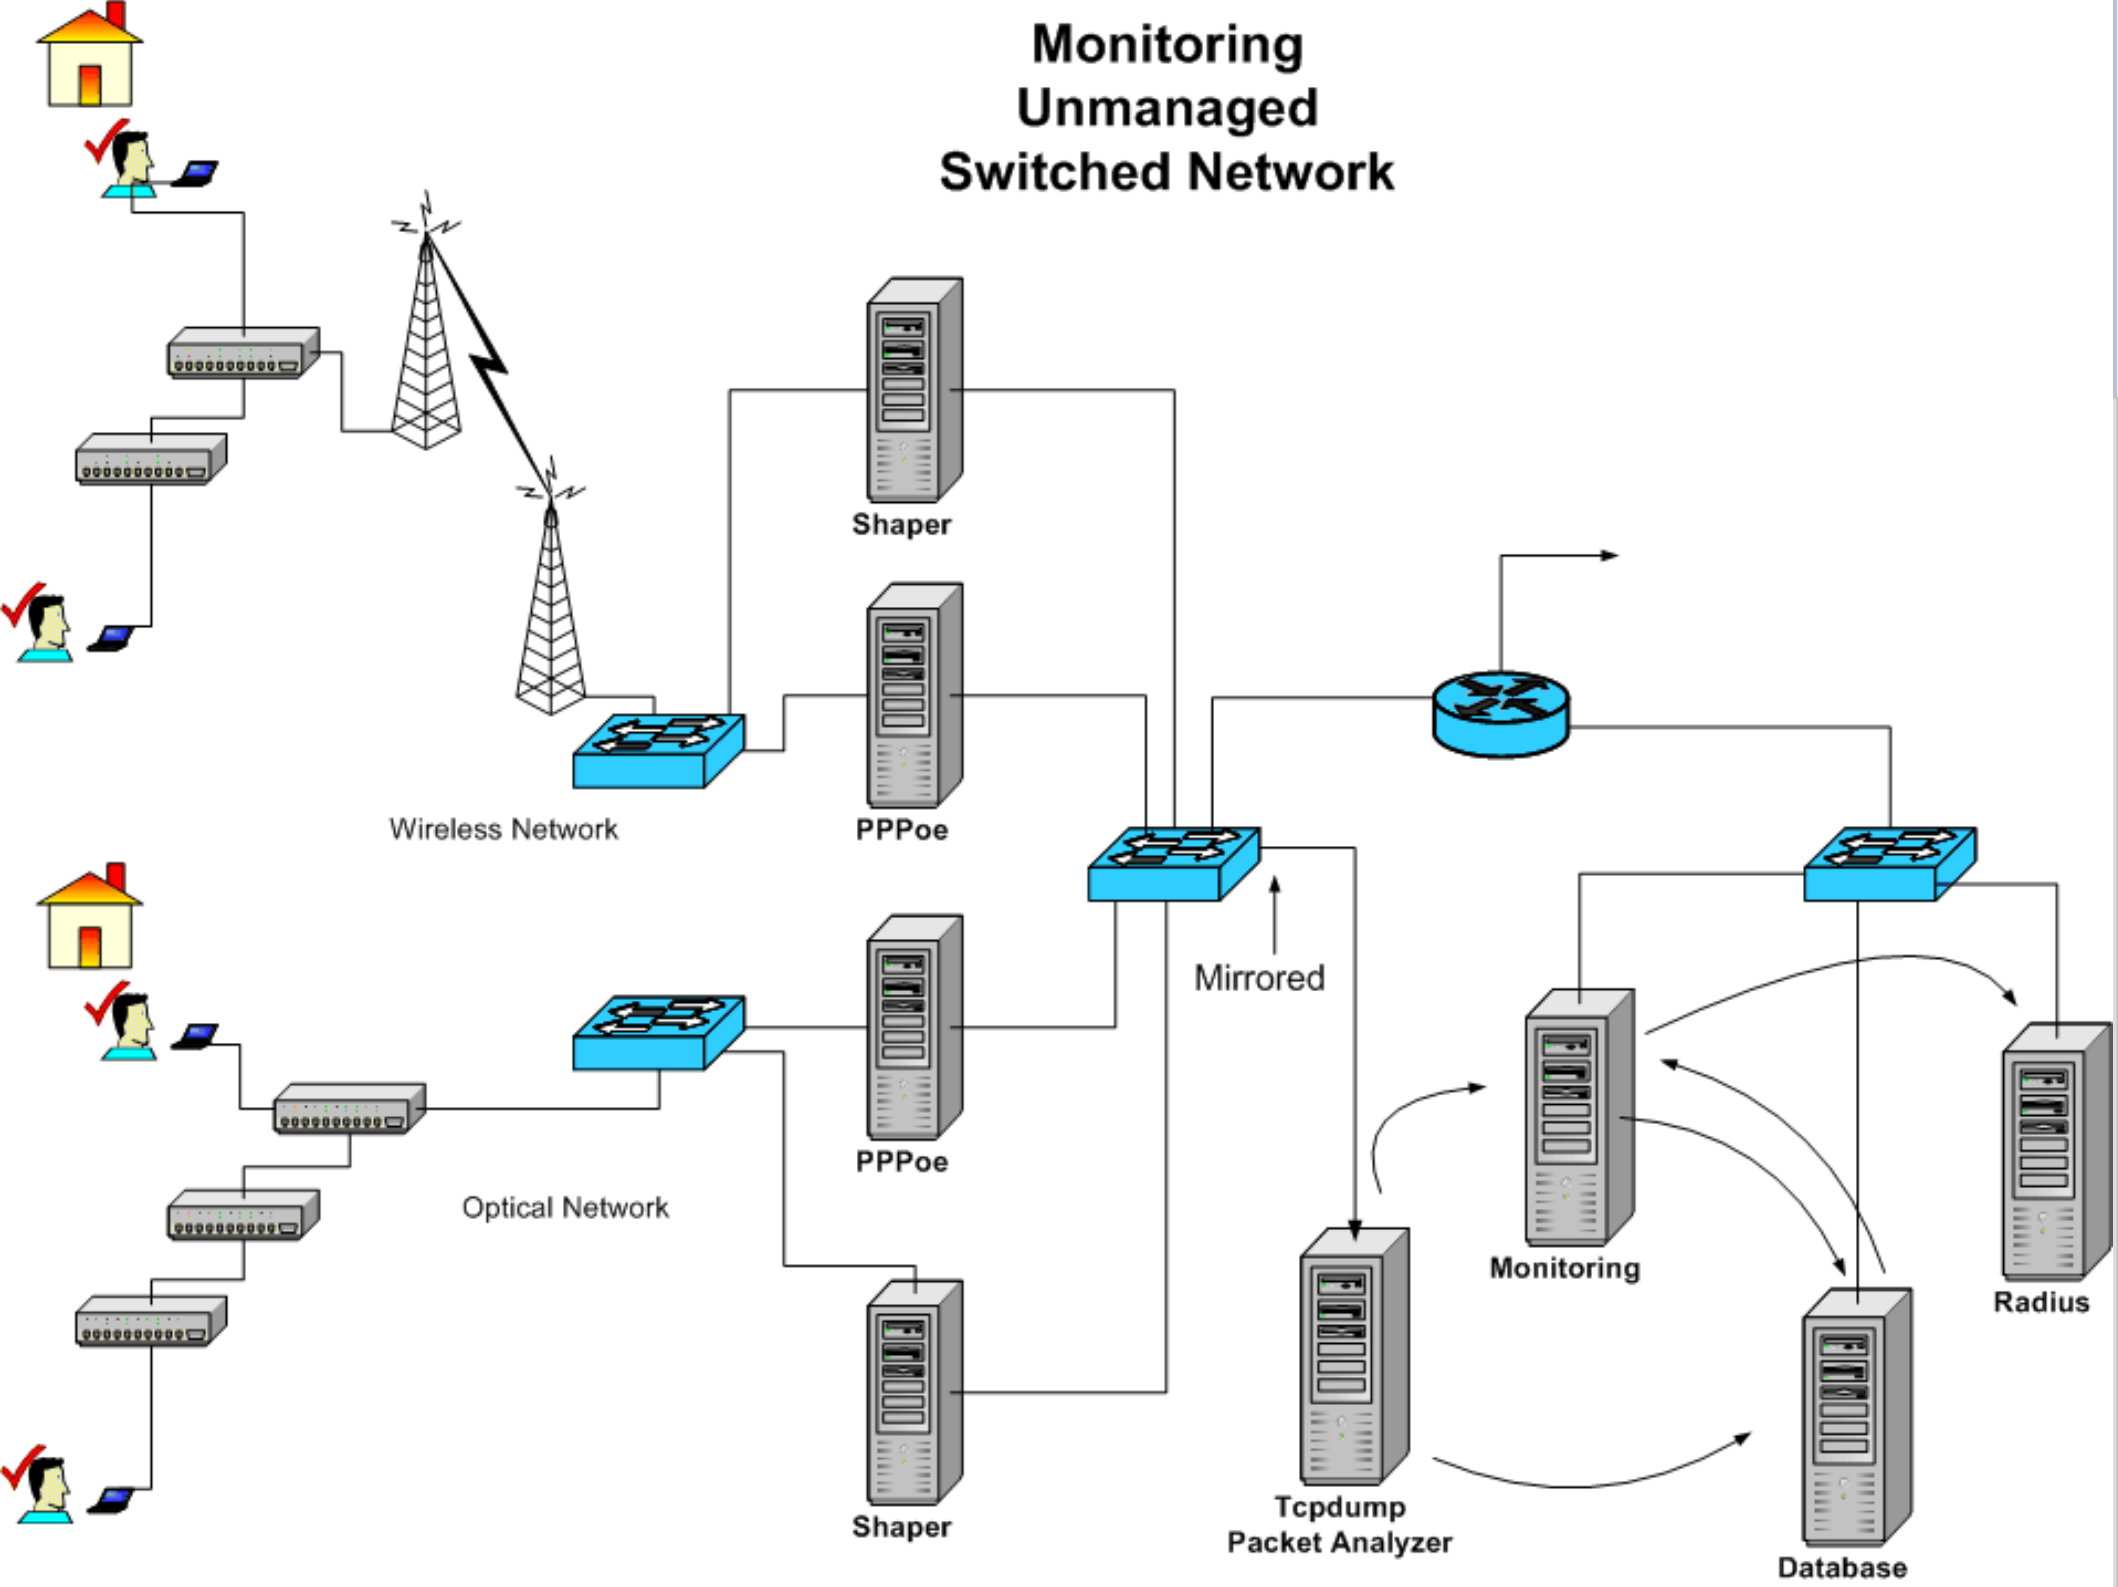 Monitoring
Unmanaged
Switched Network
Shaper
PPPoe
Wireless Network
Mirrored
PPPoe
Optical Network
Shaper
Monitoring
Radius
Tcpdump
Packet Analyzer
Database